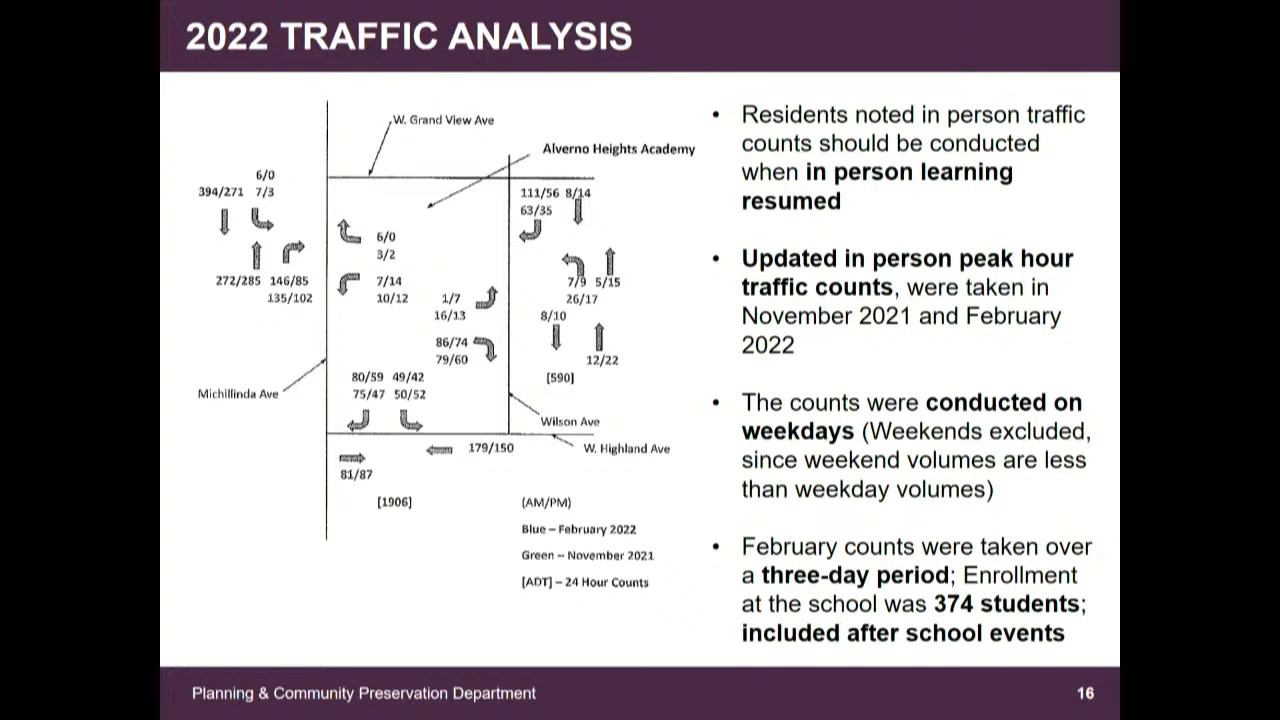 2022 TRAFFIC ANALYSIS
W. Grand View Ave
Alverno Heights Academy
6/0
394/271 7/3
111/56 8/14
63/35
6/0
3/2
272/285 146/85
135/102
7/14
10/12
1/7
16/13
7/9 5/15
26/17
8/10
86/74
79/60
12/22
[590]
80/59 49/42
75/47 50/52
Michillinda Ave
Wilson Ave
179/150
W. Highland Ave
81/87
[1906]
(AM/PM)
Blue – February 2022
Green – November 2021
[ADT] – 24 Hour Counts
• Residents noted in person traffic
counts should be conducted
when in person learning
resumed
• Updated in person peak hour
traffic counts, were taken in
November 2021 and February
2022
• The counts were conducted on
weekdays (Weekends excluded,
since weekend volumes are less
than weekday volumes)
• February counts were taken over
a three-day period; Enrollment
at the school was 374 students;
included after school events
Planning & Community Preservation Department
16